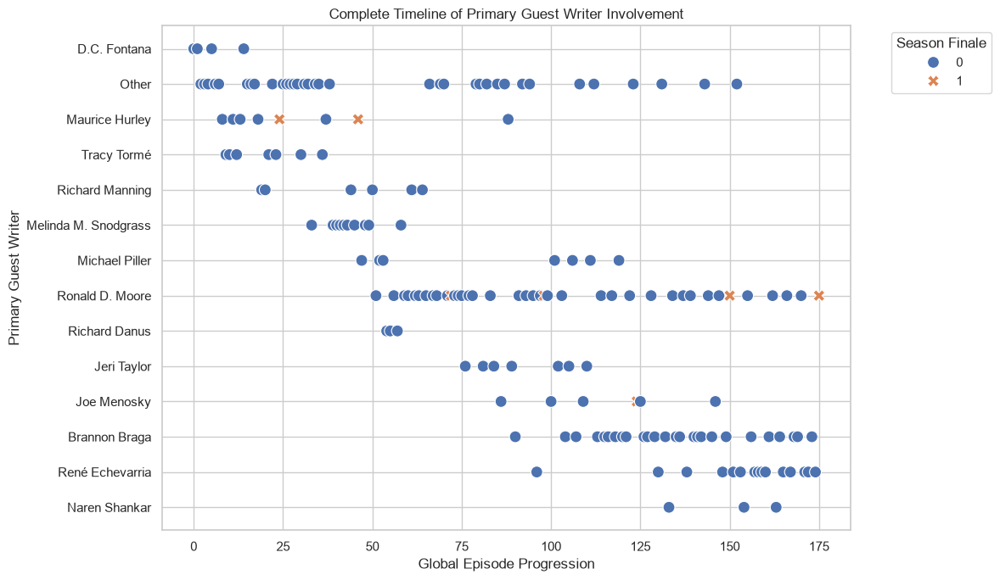 Complete Timeline of Primary Guest Writer Involvement
Season Finale
0
1
Primary Guest Writer
D.C. Fontana
Other
Maurice Hurley
Tracy Tormé
Richard Manning
Melinda M. Snodgrass
Michael Piller
Ronald D. Moore
Richard Danus
Jeri Taylor
Joe Menosky
Brannon Braga
René Echevarria
Naren Shankar
0 25 50 75 100 125 150 175
Global Episode Progression